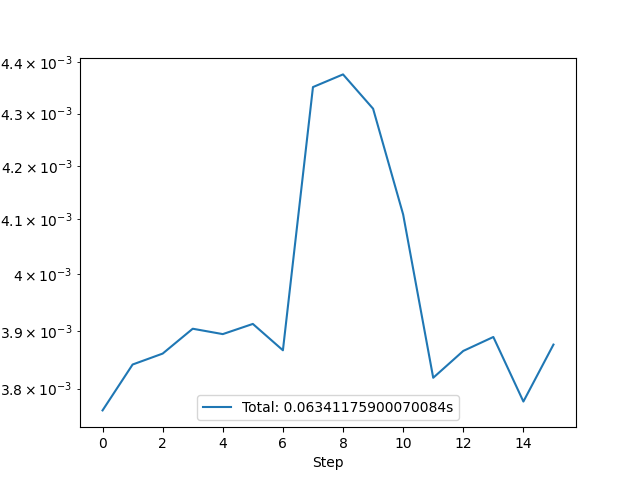 4.4 × 10⁻³
4.3 × 10⁻³
4.2 × 10⁻³
4.1 × 10⁻³
4 × 10⁻³
3.9 × 10⁻³
3.8 × 10⁻³
Total: 0.06341175900070084s
0 2 4 6 8 10 12 14
Step